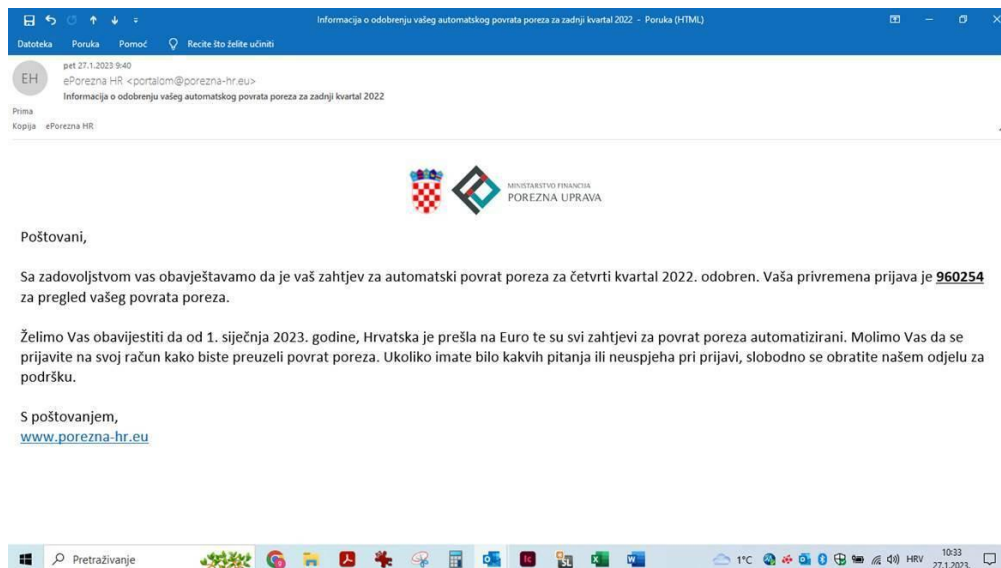 Informacija o odobrenju vašeg automatskog povrata poreza za zadnji kvartal 2022 - Poruka (HTML)
Datoteka Poruka Pomoć Recite što želite učiniti
EH
pet 27.1.2023 9:40
ePorezna HR <portalom@porezna-hr.eu>
Informacija o odobrenju vašeg automatskog povrata poreza za zadnji kvartal 2022
Prima
Kopija ePorezna HR
MINISTARSTVO FINANCIJA
POREZNA UPRAVA
Poštovani,
Sa zadovoljstvom vas obavještavamo da je vaš zahtjev za automatski povrat poreza za četvrti kvartal 2022. odobren. Vaša privremena prijava je 960254
za pregled vašeg povrata poreza.
Želimo Vas obavijestiti da od 1. siječnja 2023. godine, Hrvatska je prešla na Euro te su svi zahtjevi za povrat poreza automatizirani. Molimo Vas da se
prijavite na svoj račun kako biste preuzeli povrat poreza. Ukoliko imate bilo kakvih pitanja ili neuspjeha pri prijavi, slobodno se obratite našem odjelu za
podršku.
S poštovanjem,
www.porezna-hr.eu
Pretraživanje
1°C
HRV
10:33
27.1.2023.